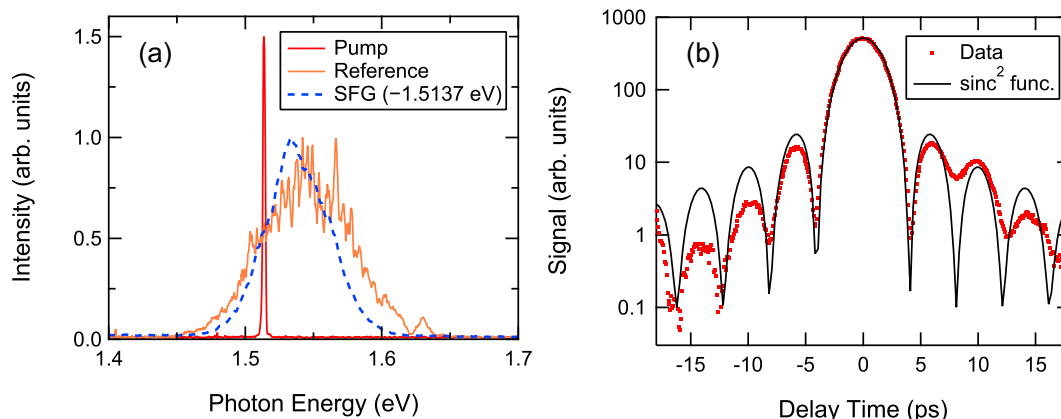 (a)
Pump
Reference
SFG (−1.5137 eV)
1.5
1.0
0.5
0.0
Intensity (arb. units)
1.4
1.5
1.6
1.7
Photon Energy (eV)
(b)
Data
sinc² func.
1000
100
10
1
0.1
Signal (arb. units)
-15
-10
-5
0
5
10
15
Delay Time (ps)